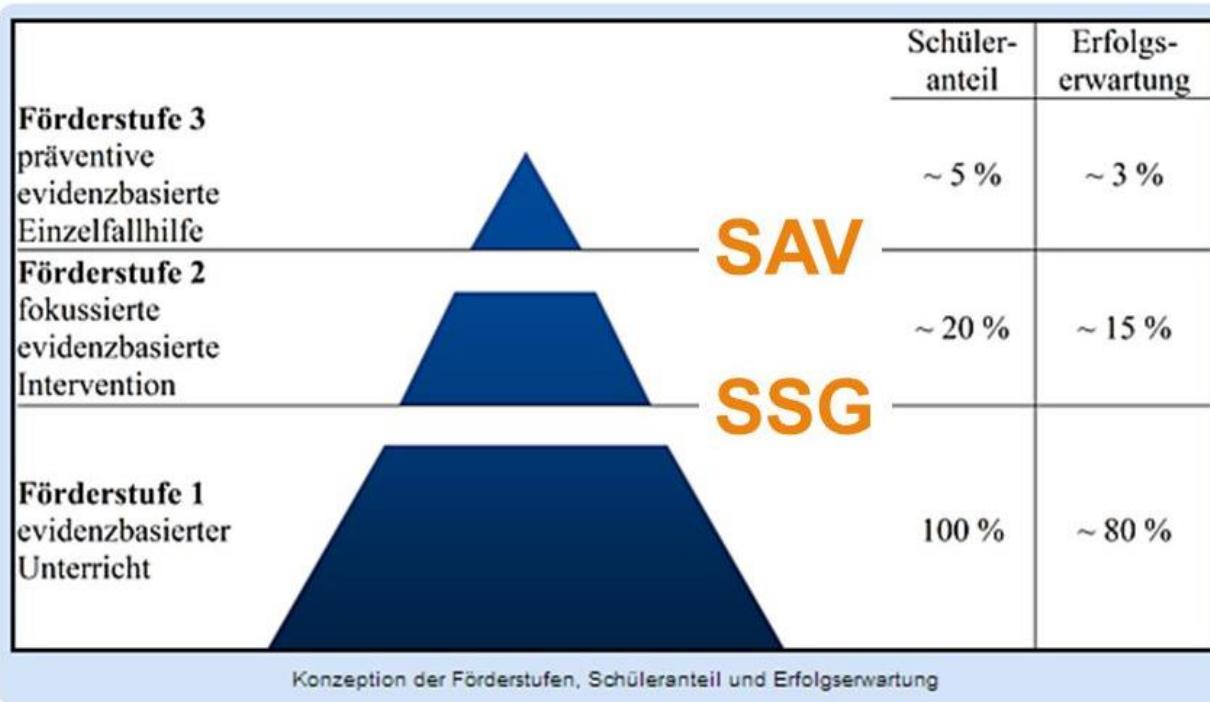 Schüler-
anteil
Erfolgs-
erwartung
Förderstufe 3
präventive
evidenzbasierte
Einzelfallhilfe
~ 5 %
~ 3 %
SAV
Förderstufe 2
fokussierte
evidenzbasierte
Intervention
~ 20 %
~ 15 %
SSG
Förderstufe 1
evidenzbasierter
Unterricht
100 %
~ 80 %
Konzeption der Förderstufen, Schüleranteil und Erfolgserwartung